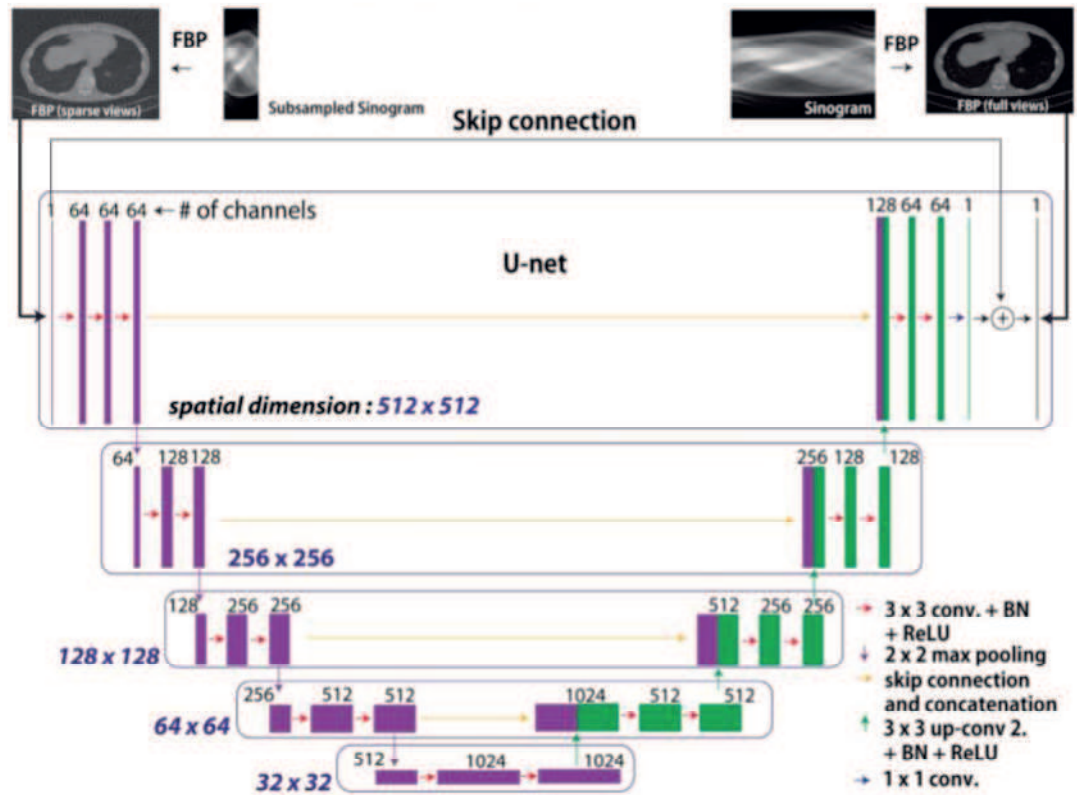 FBP
FBP (sparse views)
Subsampled Sinogram
Sinogram
FBP
FBP (full views)
Skip connection
1 64 64 64 ←# of channels
128 64 64 1 1
U-net
spatial dimension : 512 x 512
64 128 128
256 128 128
256 x 256
128 256 256
512 256 256
128 x 128
256 512 512
1024 512 512
64 x 64
512 1024 1024
32 x 32
3 x 3 conv. + BN
+ ReLU
2 x 2 max pooling
skip connection
and concatenation
3 x 3 up-conv 2.
+ BN + ReLU
1 x 1 conv.